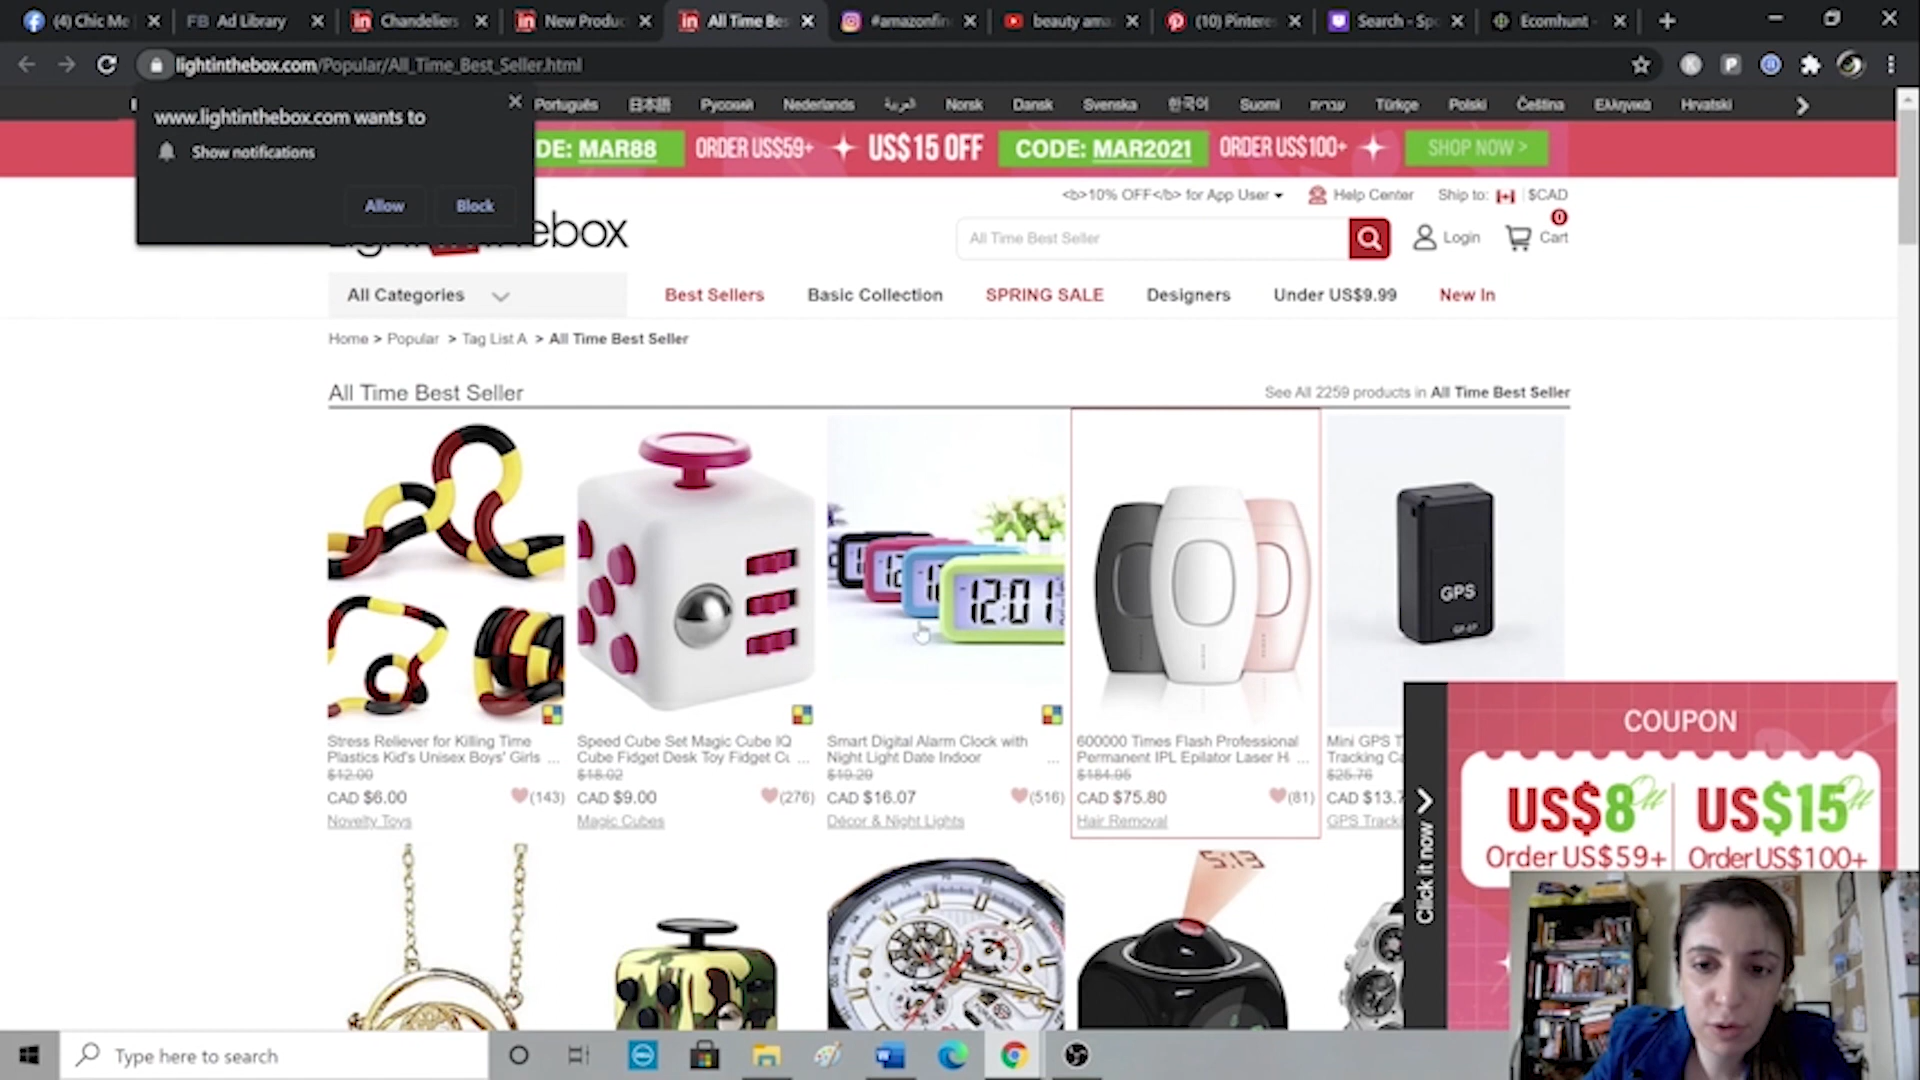 (4) Chic Me
Ad Library
Chandeliers
New Produc
All Time Bes
#amazonfin
beauty ama
(10) Pinteres
Search - Sp
Ecomhunt -
lightinthebox.com/Popular/All_Time_Best_Seller.html
Português 日本語 Русский Nederlands العربية Norsk Dansk Svenska 한국어 Suomi עברית Türkçe Polski Čeština Ελληνικά Hrvatski
www.lightinthebox.com wants to
Show notifications
Allow Block
DE: MAR88 ORDER US$59+ US$15 OFF CODE: MAR2021 ORDER US$100+ SHOP NOW >
<b>10% OFF</b> for App User Help Center Ship to: $CAD
ebox
All Time Best Seller
Login
0
Cart
All Categories Best Sellers Basic Collection SPRING SALE Designers Under US$9.99 New In
Home > Popular > Tag List A > All Time Best Seller
All Time Best Seller
See All 2259 products in All Time Best Seller
12:01
GPS
Stress Reliever for Killing Time
Plastics Kid's Unisex Boys' Girls ...
$12.00
CAD $6.00 (143)
Novelty Toys
Speed Cube Set Magic Cube IQ
Cube Fidget Desk Toy Fidget Cu ...
$18.02
CAD $9.00 (276)
Magic Cubes
Smart Digital Alarm Clock with
Night Light Date Indoor ...
$19.29
CAD $16.07 (516)
Décor & Night Lights
600000 Times Flash Professional
Permanent IPL Epilator Laser H ...
$184.95
CAD $75.80 (81)
Hair Removal
Mini GPS T
Tracking Ca
$25.76
CAD $13.7
GPS Tracki
Click it now
COUPON
US$8 Off US$15 Off
Order US$59+ Order US$100+
5:13
Type here to search